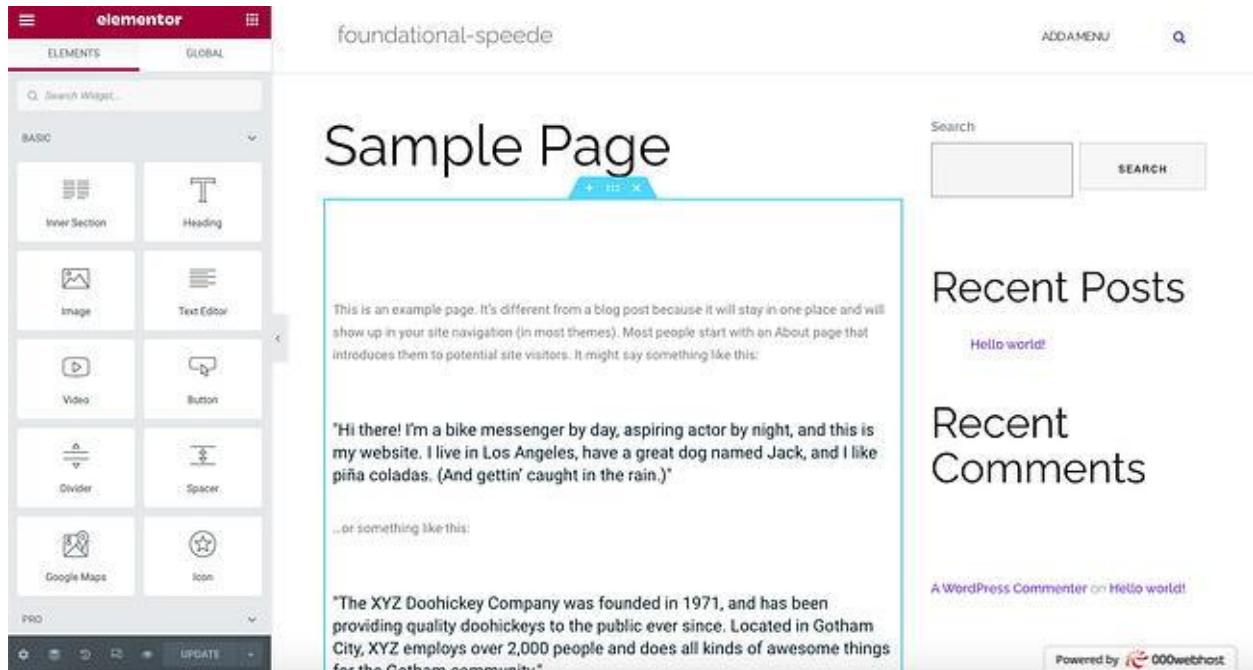 elementor
ELEMENTS
GLOBAL
Search Widget...
BASIC
Inner Section
Heading
Image
Text Editor
Video
Button
Divider
Spacer
Google Maps
Icon
PRO
UPDATE
foundational-speede
ADD A MENU
Sample Page
This is an example page. It's different from a blog post because it will stay in one place and will
show up in your site navigation (in most themes). Most people start with an About page that
introduces them to potential site visitors. It might say something like this:
"Hi there! I'm a bike messenger by day, aspiring actor by night, and this is
my website. I live in Los Angeles, have a great dog named Jack, and I like
piña coladas. (And gettin' caught in the rain.)"
...or something like this:
"The XYZ Doohickey Company was founded in 1971, and has been
providing quality doohickeys to the public ever since. Located in Gotham
City, XYZ employs over 2,000 people and does all kinds of awesome things
for the Gotham community."
Search
SEARCH
Recent Posts
Hello world!
Recent
Comments
A WordPress Commenter on Hello world!
Powered by 000webhost